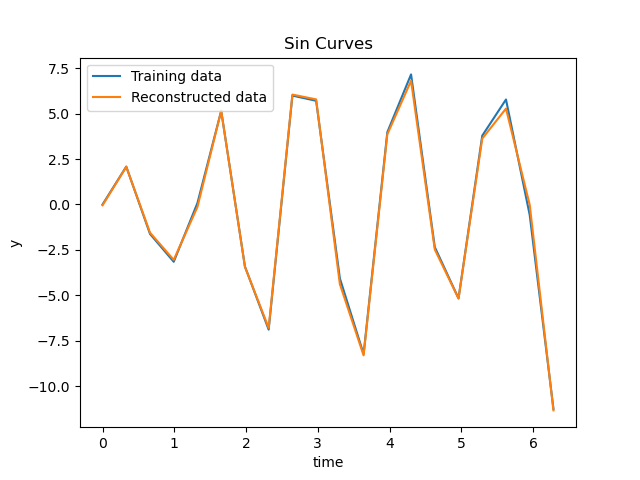 Sin Curves
Training data
Reconstructed data
7.5
5.0
2.5
0.0
−2.5
−5.0
−7.5
−10.0
y
0 1 2 3 4 5 6
time